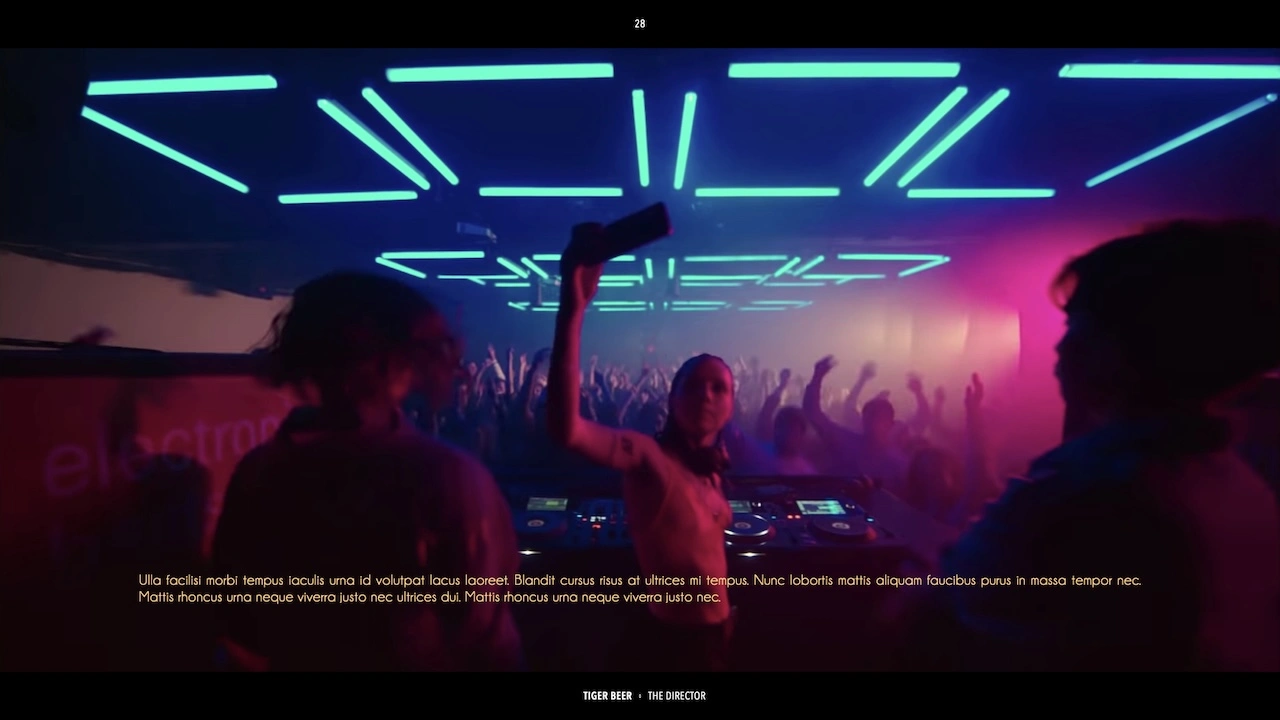 28
electron
Ulla facilisi morbi tempus iaculis urna id volutpat lacus laoreet. Blandit cursus risus at ultrices mi tempus. Nunc lobortis mattis aliquam faucibus purus in massa tempor nec.
Mattis rhoncus urna neque viverra justo nec ultrices dui. Mattis rhoncus urna neque viverra justo nec.
TIGER BEER THE DIRECTOR